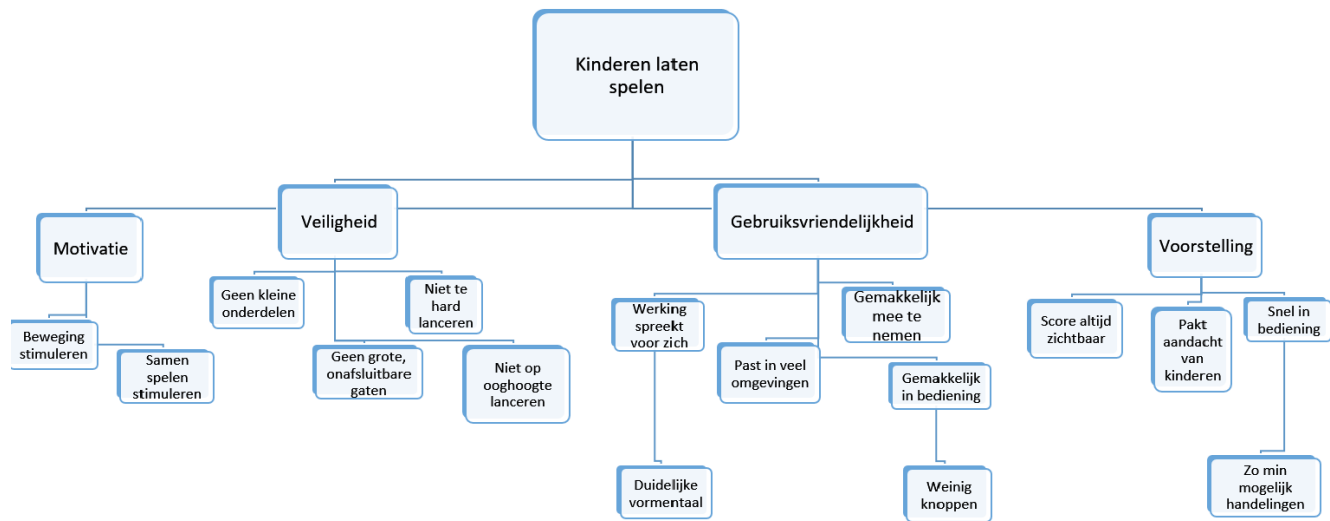 Kinderen laten
spelen
Motivatie
Veiligheid
Gebruiksvriendelijkheid
Voorstelling
Beweging
stimuleren
Samen
spelen
stimuleren
Geen kleine
onderdelen
Niet te
hard
lanceren
Geen grote,
onafsluitbare
gaten
Niet op
ooghoogte
lanceren
Werking
spreekt
voor zich
Gemakkelijk
mee te
nemen
Past in veel
omgevingen
Gemakkelijk
in bediening
Duidelijke
vormentaal
Weinig
knoppen
Score altijd
zichtbaar
Pakt
aandacht
van
kinderen
Snel in
bediening
Zo min
mogelijk
handelingen